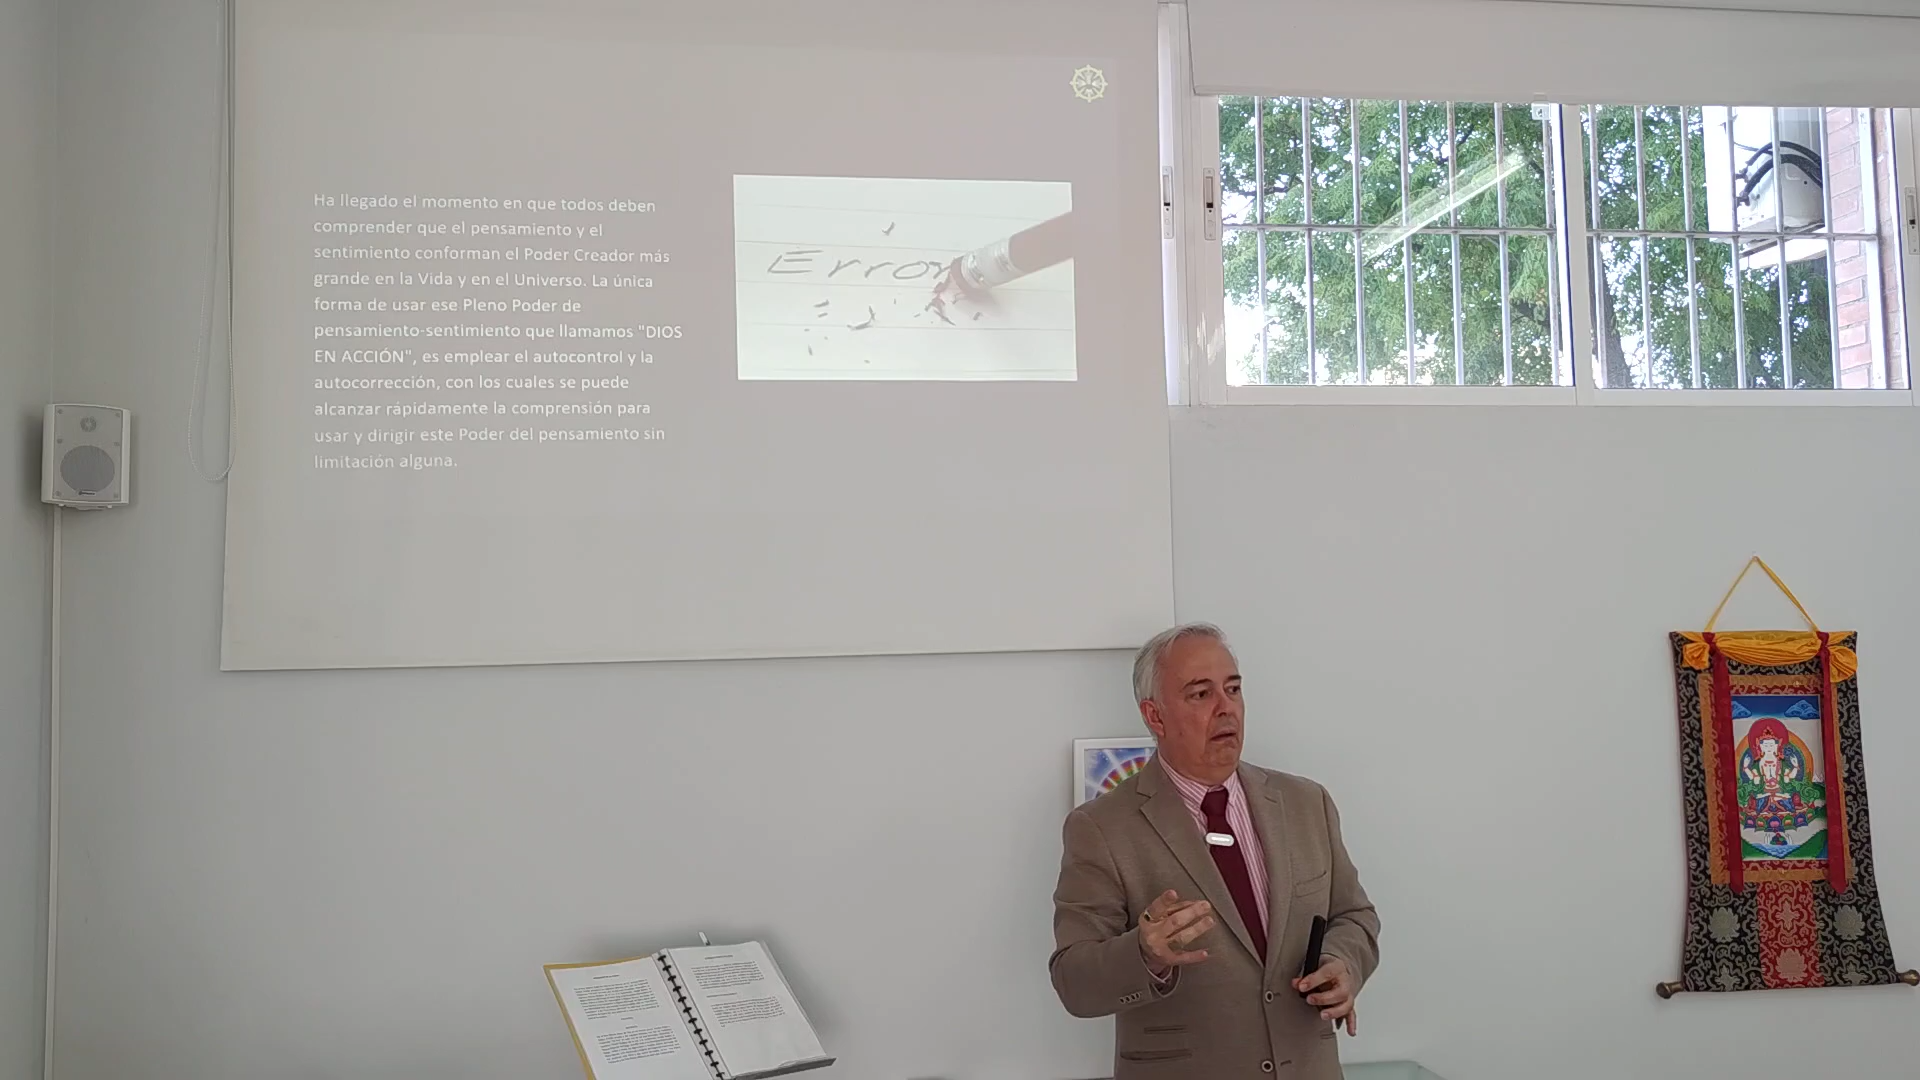 Ha llegado el momento en que todos deben
comprender que el pensamiento y el
sentimiento conforman el Poder Creador más
grande en la Vida y en el Universo. La única
forma de usar ese Pleno Poder de
pensamiento-sentimiento que llamamos "DIOS
EN ACCIÓN", es emplear el autocontrol y la
autocorrección, con los cuales se puede
alcanzar rápidamente la comprensión para
usar y dirigir este Poder del pensamiento sin
limitación alguna.
Error